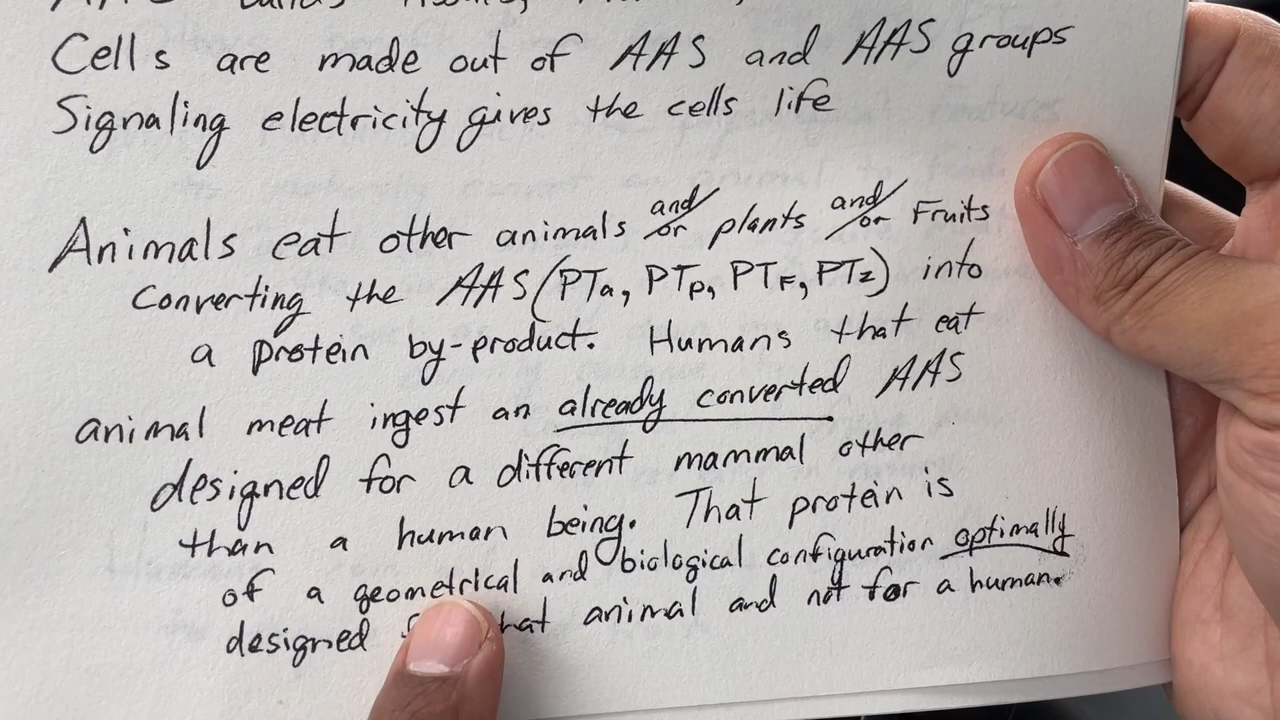 Cells are made out of AAS and AAS groups
Signaling electricity gives the cells life
Animals eat other animals and/or plants and/or Fruits
Converting the AAS (PTa, PTp, PTF, PTz) into
a protein by-product. Humans that eat
animal meat ingest an already converted AAS
designed for a different mammal other
than a human being. That protein is
of a geometrical and biological configuration optimally
designed hat animal and not for a human.